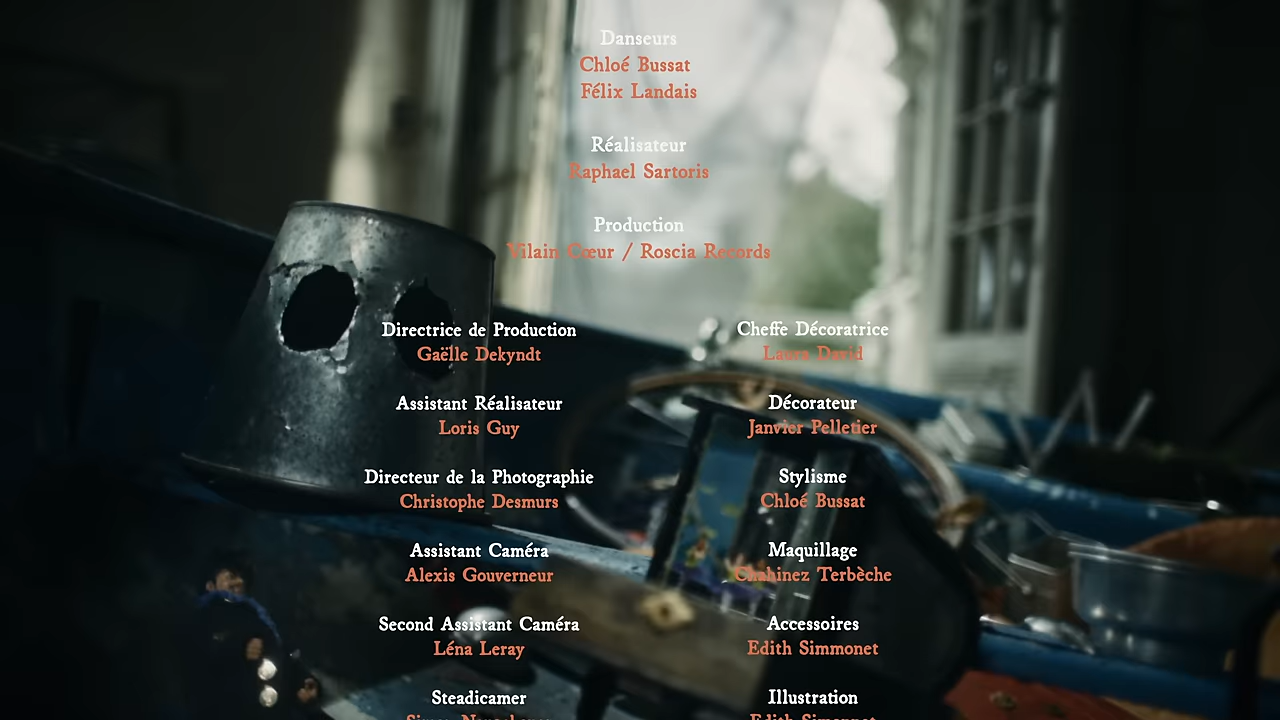 Danseurs
Chloé Bussat
Félix Landais
Réalisateur
Raphael Sartoris
Production
Vilain Cœur / Roscia Records
Directrice de Production
Gaëlle Dekyndt
Assistant Réalisateur
Loris Guy
Directeur de la Photographie
Christophe Desmurs
Assistant Caméra
Alexis Gouverneur
Second Assistant Caméra
Léna Leray
Steadicamer
Cheffe Décoratrice
Laura David
Décorateur
Janvier Pelletier
Stylisme
Chloé Bussat
Maquillage
Chahinez Terbèche
Accessoires
Edith Simmonet
Illustration
Edith